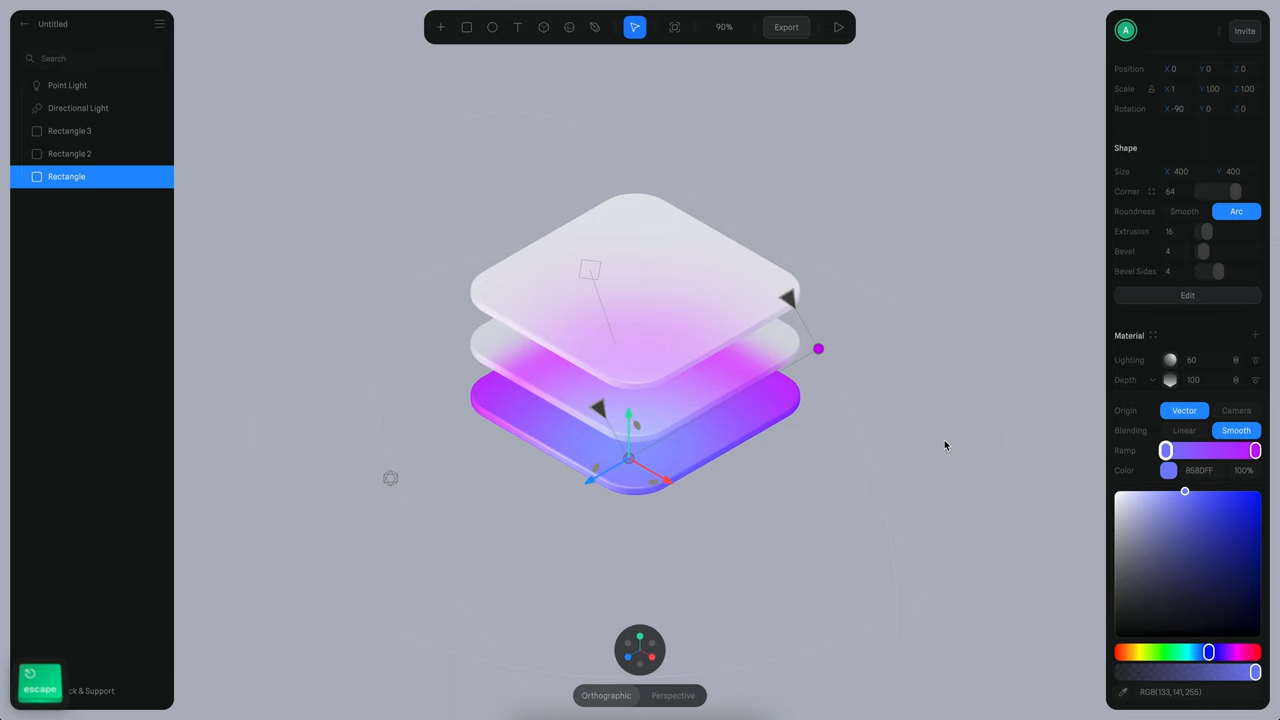 Untitled
Search
Point Light
Directional Light
Rectangle 3
Rectangle 2
Rectangle
escape
ck & Support
T
90%
Export
Orthographic
Perspective
A
Invite
Position X 0 Y 0 Z 0
Scale X 1 Y 1.00 Z 1.00
Rotation X -90 Y 0 Z 0
Shape
Size X 400 Y 400
Corner 64
Roundness Smooth Arc
Extrusion 16
Bevel 4
Bevel Sides 4
Edit
Material
Lighting 60
Depth 100
Origin Vector Camera
Blending Linear Smooth
Ramp
Color 858DFF 100%
RGB(133, 141, 255)